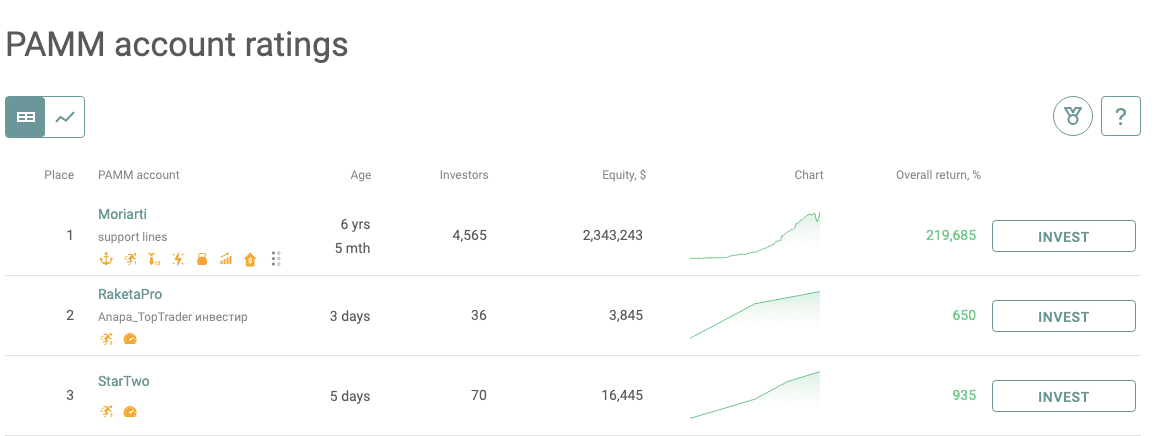 PAMM account ratings
?
Place PAMM account Age Investors Equity, $ Chart Overall return, %
1
Moriarti
support lines
6 yrs
5 mth
4,565
2,343,243
219,685
INVEST
2
RaketaPro
Anapa_TopTrader инвестир
3 days
36
3,845
650
INVEST
3
StarTwo
5 days
70
16,445
935
INVEST